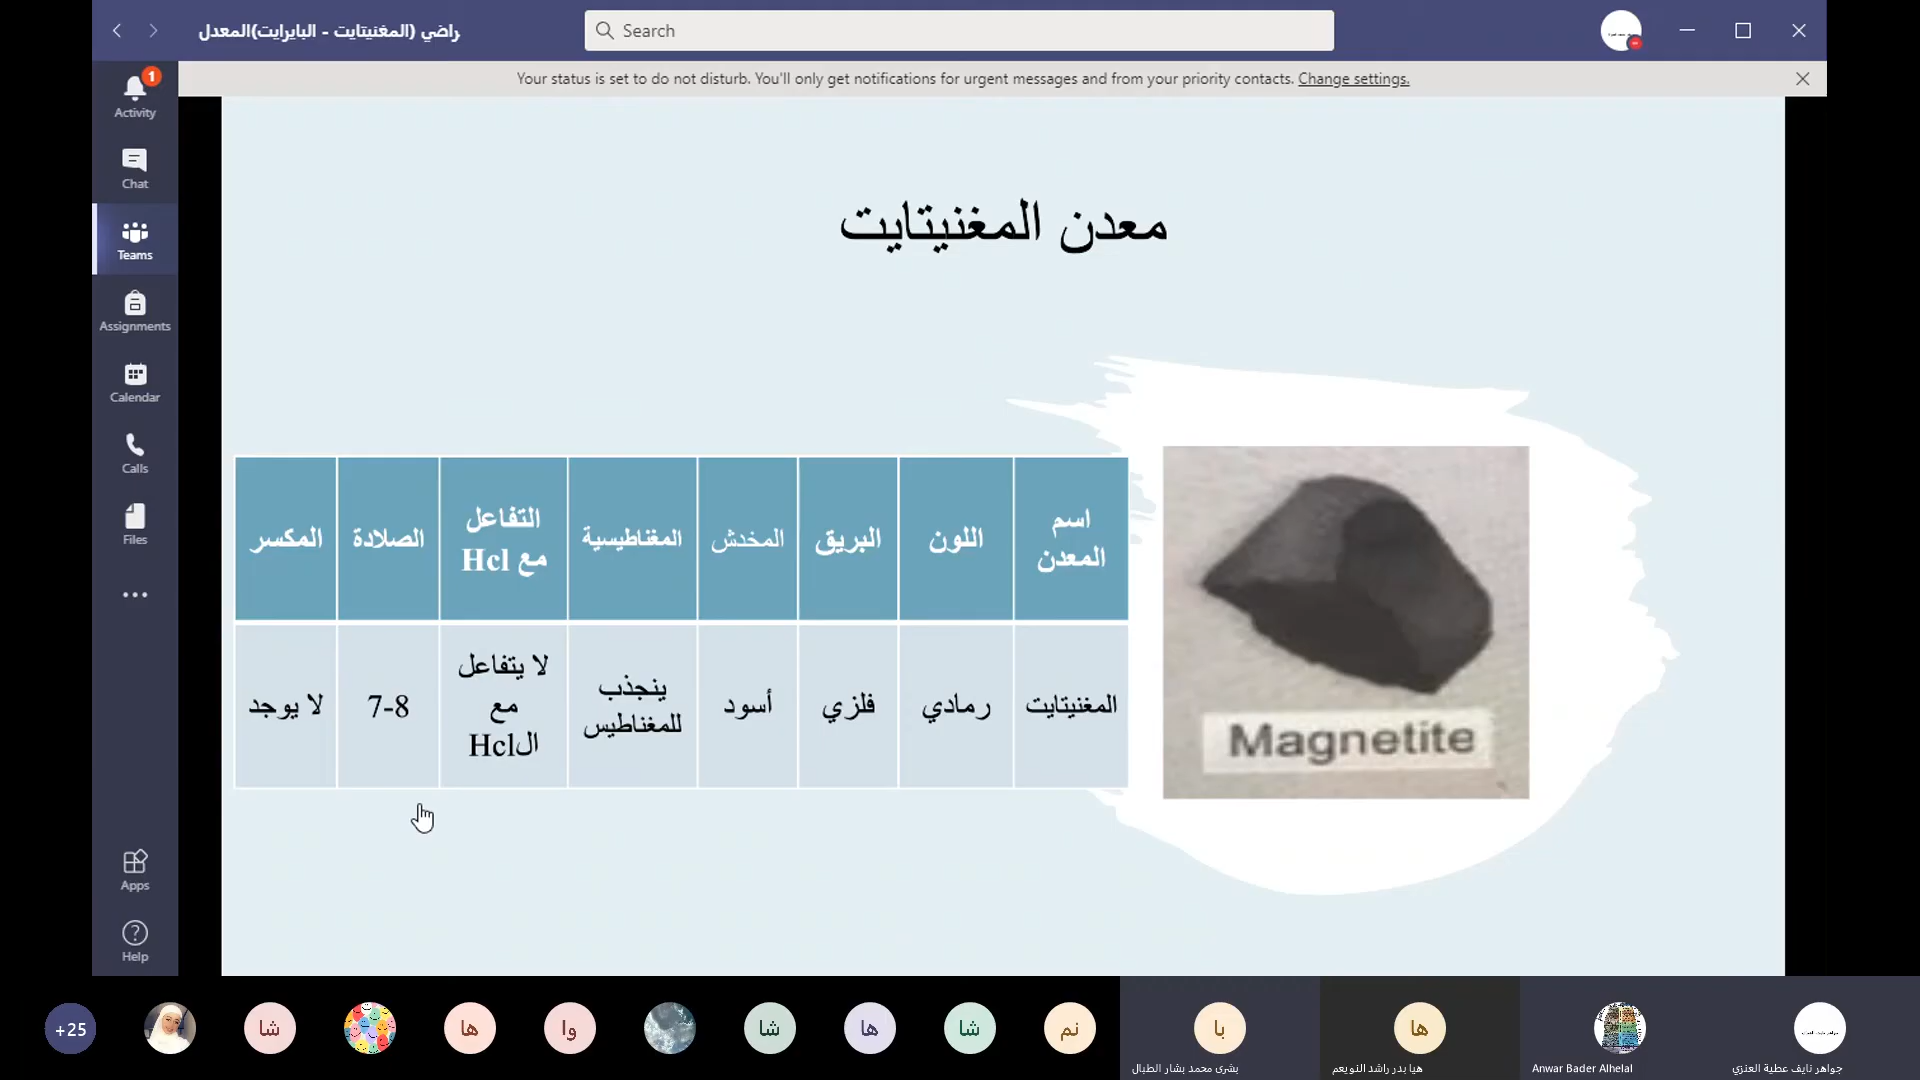 راضي (المغنيتايت - البايرايت)المعدل
Search
Your status is set to do not disturb. You'll only get notifications for urgent messages and from your priority contacts. Change settings.
1
Activity
Chat
Teams
Assignments
Calendar
Calls
Files
Apps
Help
معدن المغنيتايت
اسم المعدن
اللون
البريق
المخدش
المغناطيسية
التفاعل مع Hcl
الصلادة
المكسر
المغنيتايت
رمادي
فلزي
أسود
ينجذب للمغناطيس
لا يتفاعل مع الHcl
7-8
لا يوجد
Magnetite
+25
شا
ها
وا
شا
ها
شا
نم
با
ها
بشرى محمد بشار الطبال
هيا بدر راشد النويعم
Anwar Bader Alhelal
جواهر نايف عطية العنزي